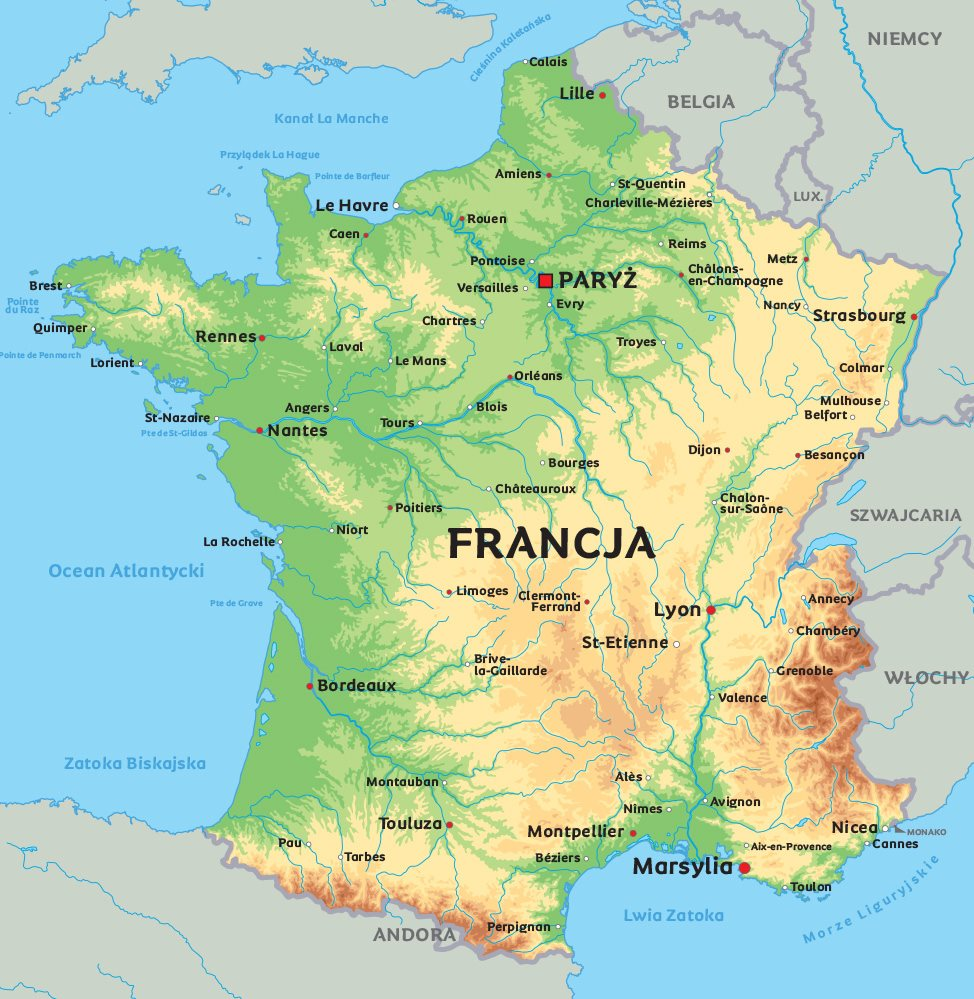 Cieśnina Kaletańska
NIEMCY
Calais
Lille
BELGIA
Kanał La Manche
Przylądek La Hague
Pointe de Barfleur
Amiens
St-Quentin
LUX.
Charleville-Mézières
Le Havre
Rouen
Caen
Reims
Pontoise
Metz
PARYŻ
Châlons-
en-Champagne
Brest
Versailles
Evry
Nancy
Pointe
du Raz
Strasbourg
Quimper
Chartres
Rennes
Laval
Troyes
Pointe de Penmarch
Lorient
Le Mans
Colmar
Orléans
Mulhouse
Angers
Blois
Belfort
St-Nazaire
Tours
Pte de St-Gildas
Nantes
Dijon
Besançon
Bourges
Châteauroux
Chalon-
sur-Saône
Poitiers
SZWAJCARIA
Niort
La Rochelle
FRANCJA
Ocean Atlantycki
Limoges
Clermont-
Ferrand
Annecy
Pte de Grave
Lyon
Chambéry
St-Etienne
Brive-
la-Gaillarde
Grenoble
WŁOCHY
Bordeaux
Valence
Zatoka Biskajska
Alès
Montauban
Avignon
Nîmes
Touluza
Montpellier
Nicea
MONAKO
Pau
Aix-en-Provence
Cannes
Tarbes
Béziers
Marsylia
Toulon
Morze Liguryjskie
Lwia Zatoka
Perpignan
ANDORA